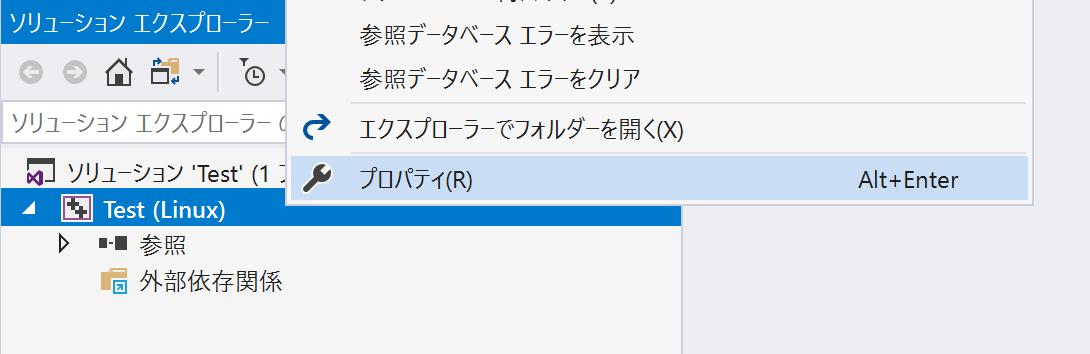 ソリューション エクスプローラー
参照データベース エラーを表示
参照データベース エラーをクリア
ソリューション エクスプローラー
エクスプローラーでフォルダーを開く(X)
プロパティ(R) Alt+Enter
ソリューション 'Test' (1
Test (Linux)
参照
外部依存関係